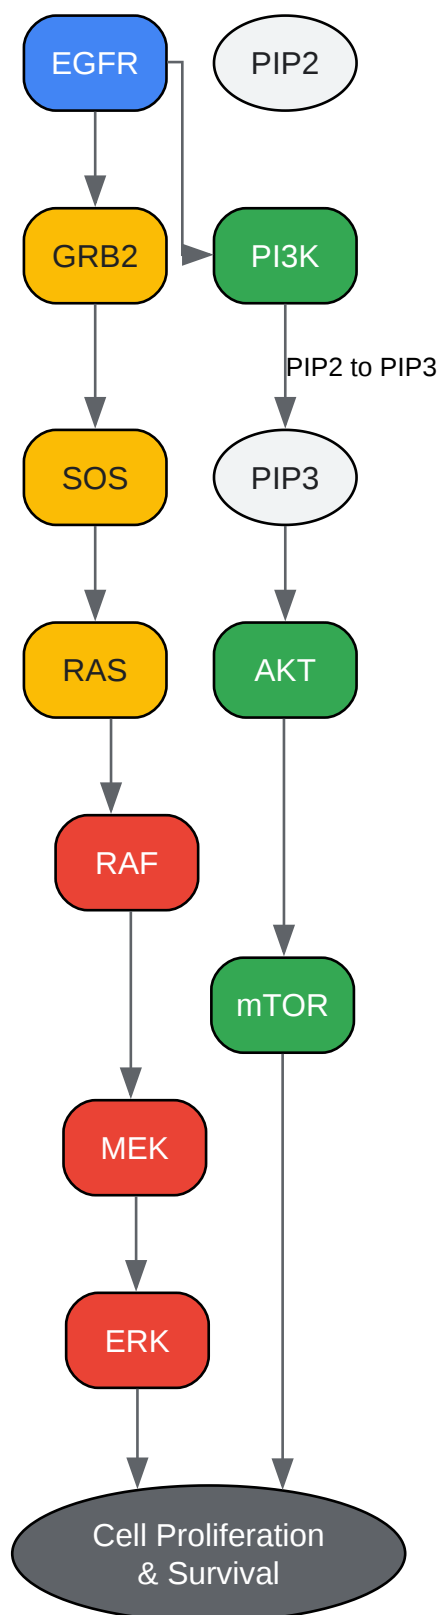 EGFR
PIP2
GRB2
PI3K
PIP2 to PIP3
SOS
PIP3
RAS
AKT
RAF
mTOR
MEK
ERK
Cell Proliferation
& Survival